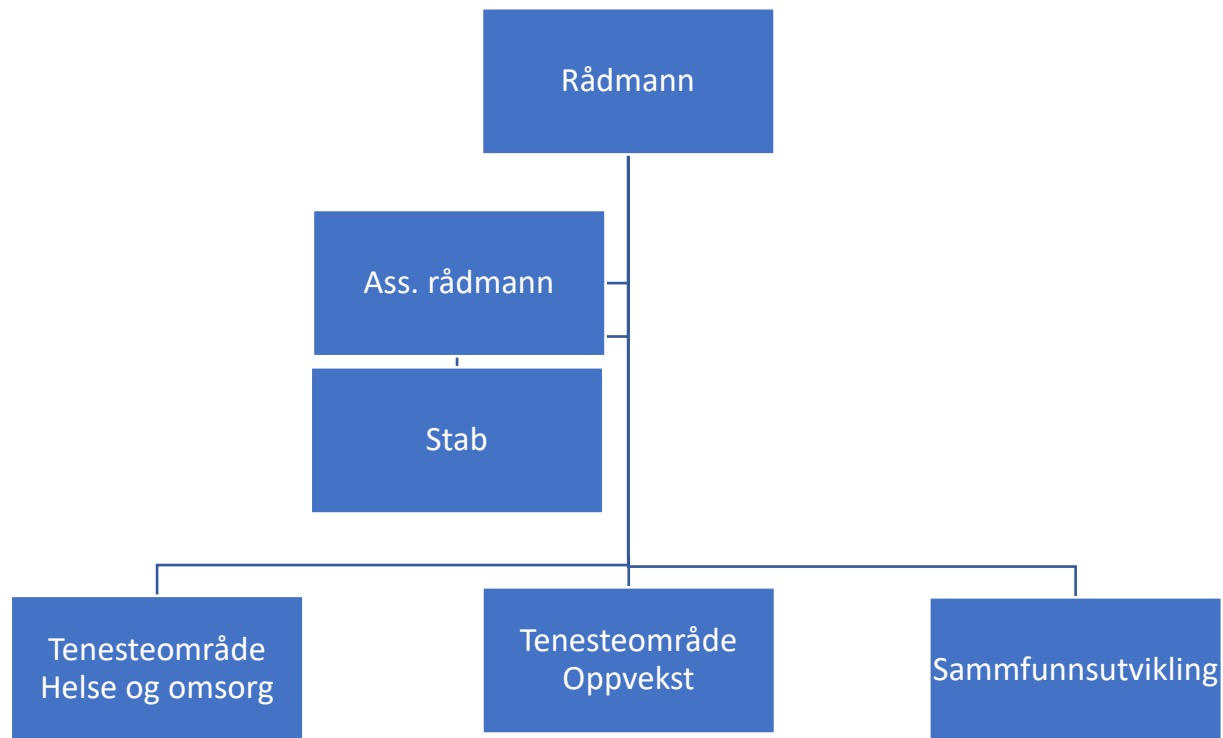 Rådmann
Ass. rådmann
Stab
Tenesteområde
Helse og omsorg
Tenesteområde
Oppvekst
Sammfunnsutvikling